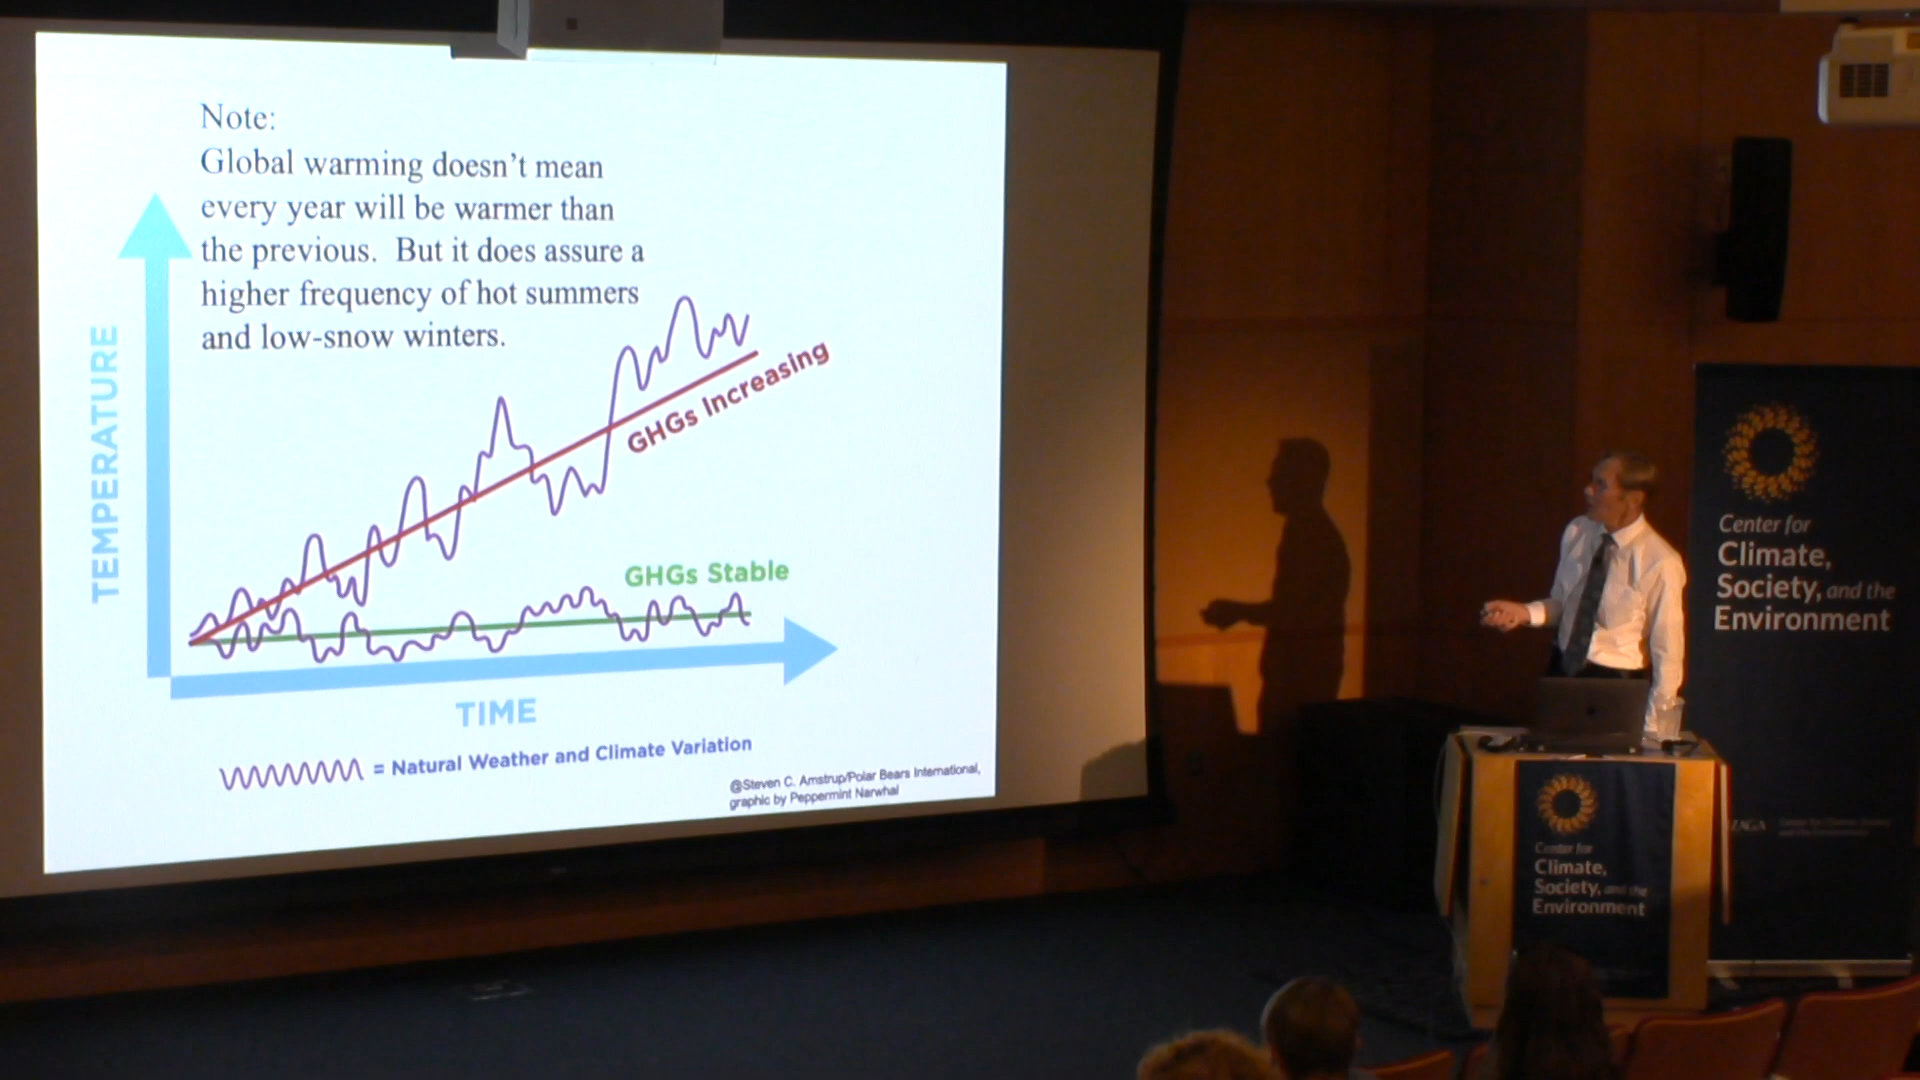 Note:
Global warming doesn't mean
every year will be warmer than
the previous.  But it does assure a
higher frequency of hot summers
and low-snow winters.
TEMPERATURE
GHGs Increasing
GHGs Stable
TIME
= Natural Weather and Climate Variation
@Steven C. Amstrup/Polar Bears International,
graphic by Peppermint Narwhal
Center for
Climate,
Society, and the
Environment
Center for
Climate,
Society, and the
Environment